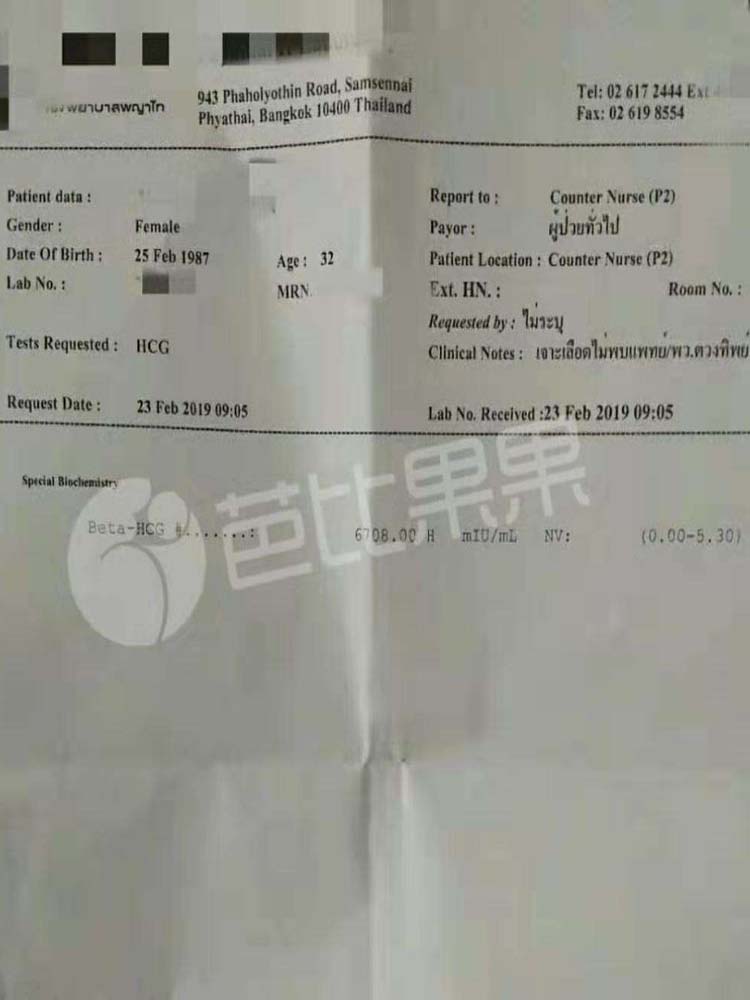 พยาบาลพญาไท
943 Phaholyothin Road, Samsennai
Phyathai, Bangkok 10400 Thailand
Tel: 02 617 2444 Ext
Fax: 02 619 8554
Patient data :
Gender : Female
Date Of Birth : 25 Feb 1987 Age : 32
Lab No. :
MRN
Tests Requested : HCG
Request Date : 23 Feb 2019 09:05
Report to : Counter Nurse (P2)
Payor : ผู้ป่วยทั่วไป
Patient Location : Counter Nurse (P2)
Ext. HN. : Room No. :
Requested by : ไม่ระบุ
Clinical Notes : เจาะเลือดไม่พบแพทย์/พว.ดวงทิพย์
Lab No. Received :23 Feb 2019 09:05
Special Biochemistry
Beta-HCG #.......: 6708.00 H mIU/mL NV: (0.00-5.30)
芭比果果